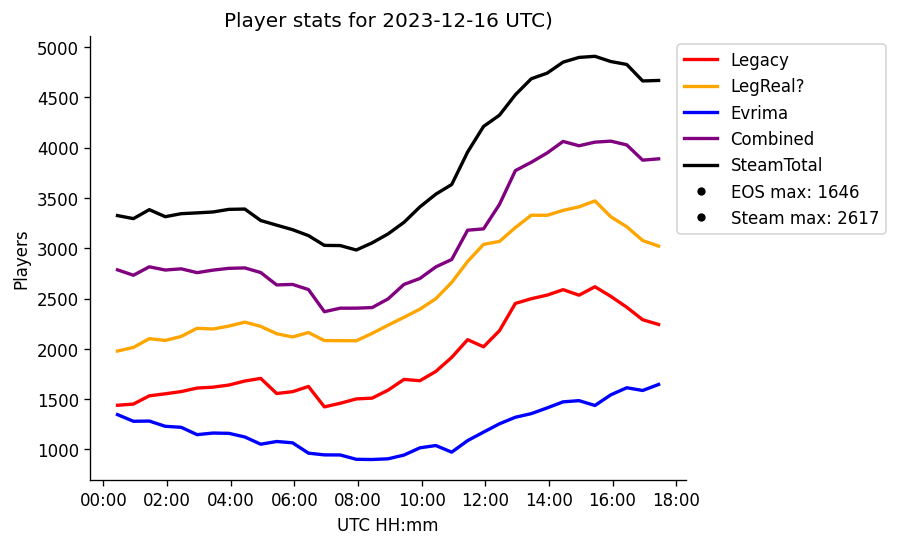 Player stats for 2023-12-16 UTC)
5000
4500
4000
3500
3000
2500
2000
1500
1000
Players
00:00 02:00 04:00 06:00 08:00 10:00 12:00 14:00 16:00 18:00
UTC HH:mm
Legacy
LegReal?
Evrima
Combined
SteamTotal
EOS max: 1646
Steam max: 2617